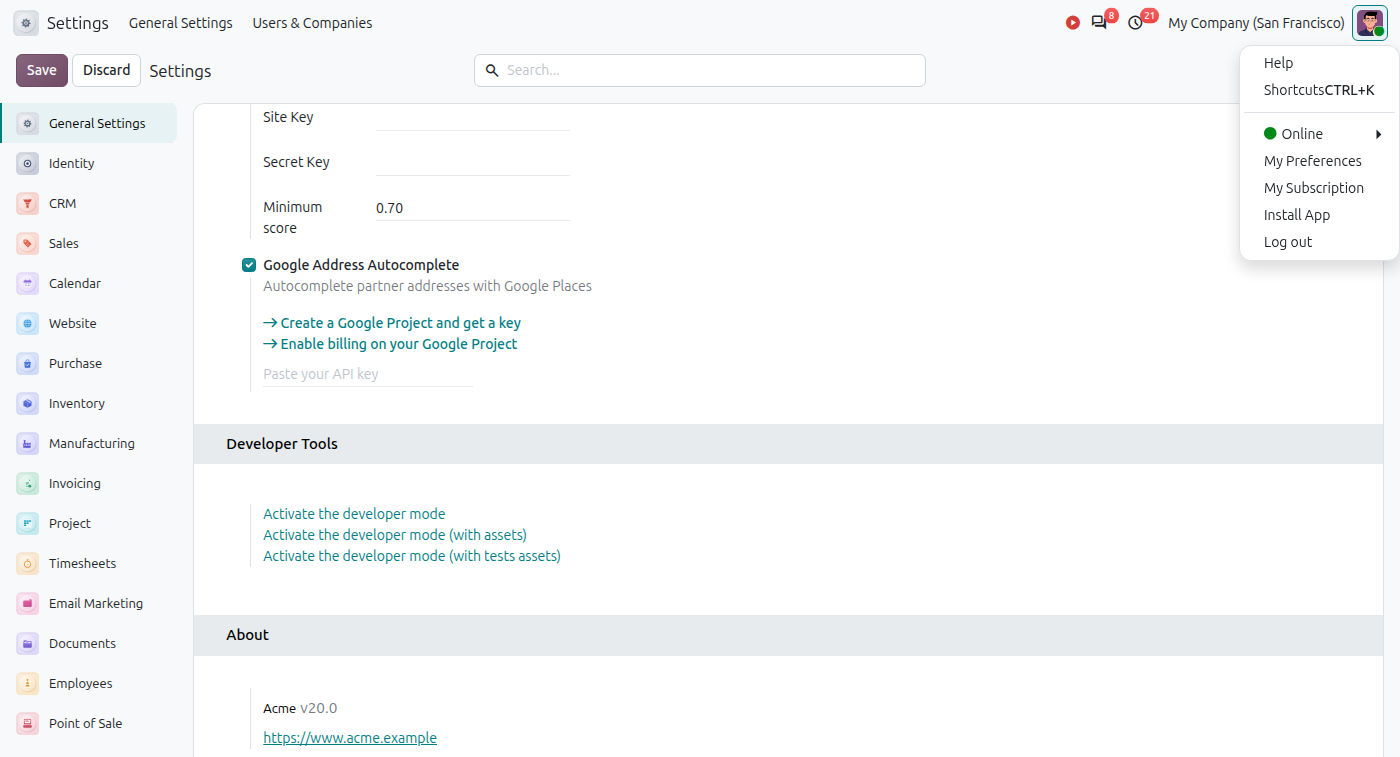 Settings General Settings Users & Companies 8 21 My Company (San Francisco)
Save Discard Settings Search...
Help
ShortcutsCTRL+K
Online
My Preferences
My Subscription
Install App
Log out
General Settings
Identity
CRM
Sales
Calendar
Website
Purchase
Inventory
Manufacturing
Invoicing
Project
Timesheets
Email Marketing
Documents
Employees
Point of Sale
Site Key
Secret Key
Minimum 0.70
score
Google Address Autocomplete
Autocomplete partner addresses with Google Places
→ Create a Google Project and get a key
→ Enable billing on your Google Project
Paste your API key
Developer Tools
Activate the developer mode
Activate the developer mode (with assets)
Activate the developer mode (with tests assets)
About
Acme v20.0
https://www.acme.example